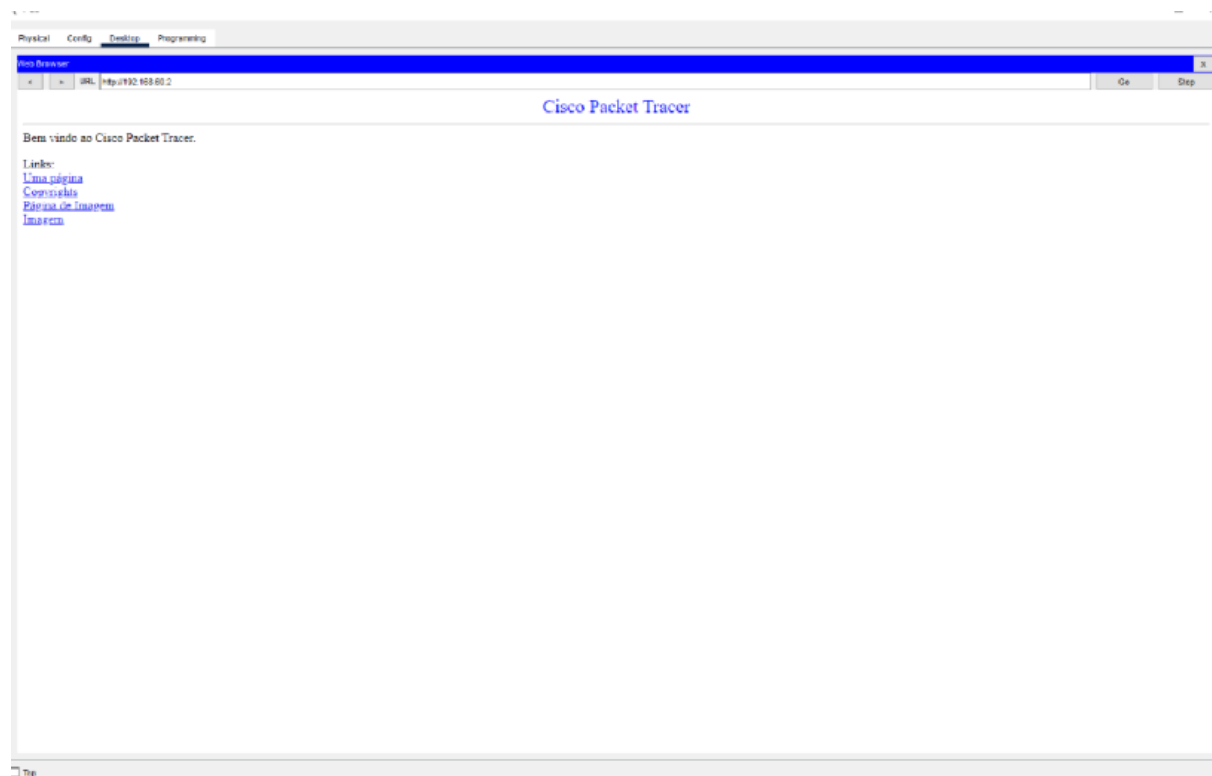 Physical Config Desktop Programming
Web Browser X
< > URL http://192.168.60.2 Go Stop
Cisco Packet Tracer
Bem vindo ao Cisco Packet Tracer.
Links:
Uma página
Copyrights
Página de Imagem
Imagem
Top